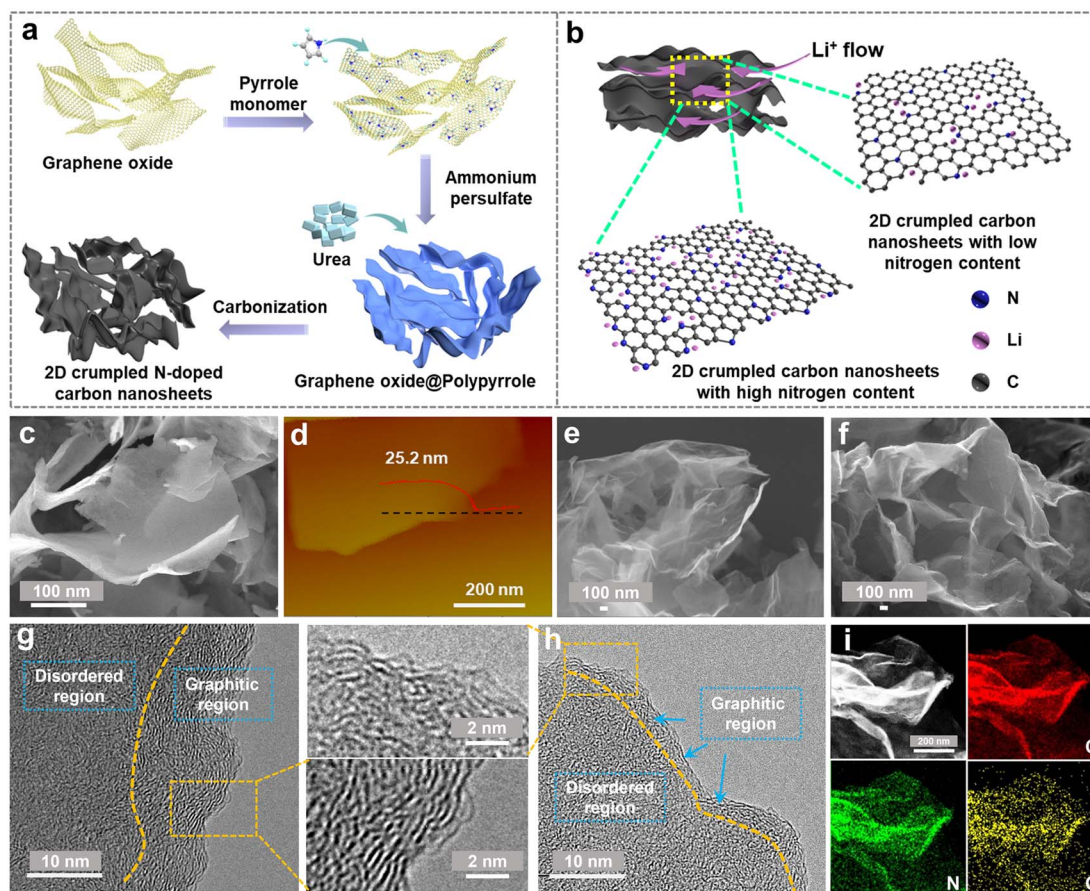 a
Pyrrole
monomer
Graphene oxide
Ammonium
persulfate
Urea
Carbonization
2D crumpled N-doped
carbon nanosheets
Graphene oxide@Polypyrrole
b
Li⁺ flow
2D crumpled carbon
nanosheets with low
nitrogen content
N
Li
C
2D crumpled carbon nanosheets
with high nitrogen content
c
100 nm
d
25.2 nm
200 nm
e
100 nm
f
100 nm
g
Disordered
region
Graphitic
region
10 nm
2 nm
2 nm
h
Graphitic
region
Disordered
region
10 nm
i
200 nm
N